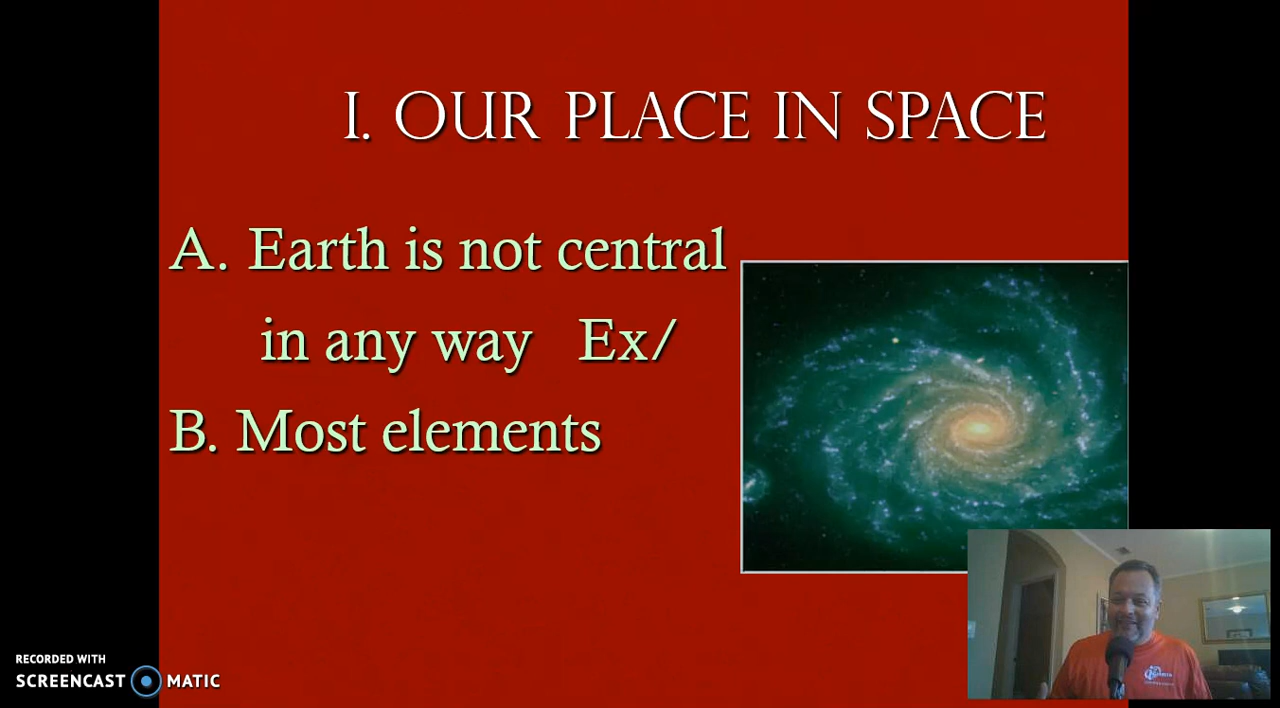 I. OUR PLACE IN SPACE
A. Earth is not central
in any way Ex/
B. Most elements
RECORDED WITH
SCREENCAST MATIC